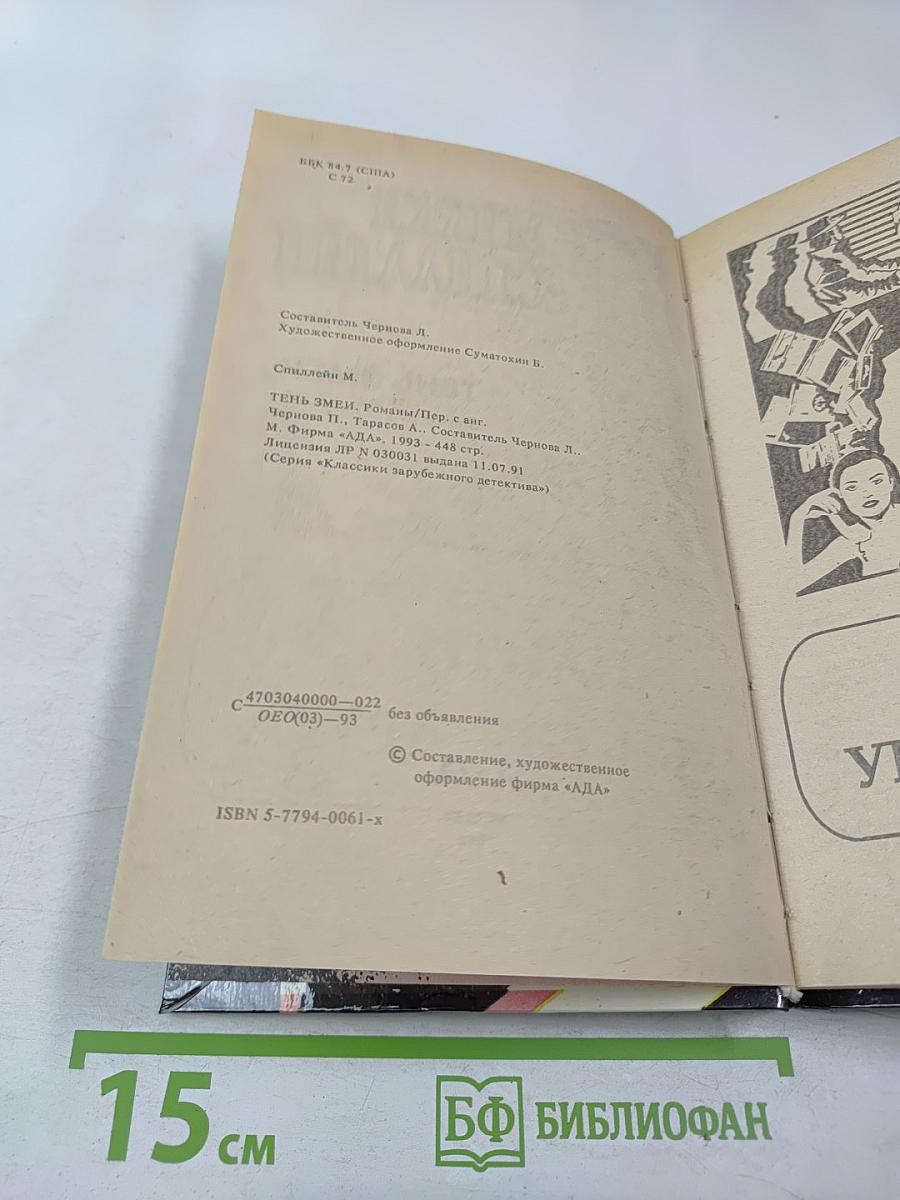 ББК 84.7 (США)
С 72
Составитель Чернова Л.
Художественное оформление Суматохин Б.
Спиллейн М.
ТЕНЬ ЗМЕИ. Романы/Пер. с анг.
Чернова П., Тарасов А.. Составитель Чернова Л..
М. Фирма «АДА». 1993 - 448 стр.
Лицензия ЛР N 030031 выдана 11.07.91
(Серия «Классики зарубежного детектива»)
С 4703040000—022
ОЕО(03)—93 без объявления
© Составление, художественное
оформление фирма «АДА»
ISBN 5-7794-0061-х
15 см
БФ БИБЛИОФАН